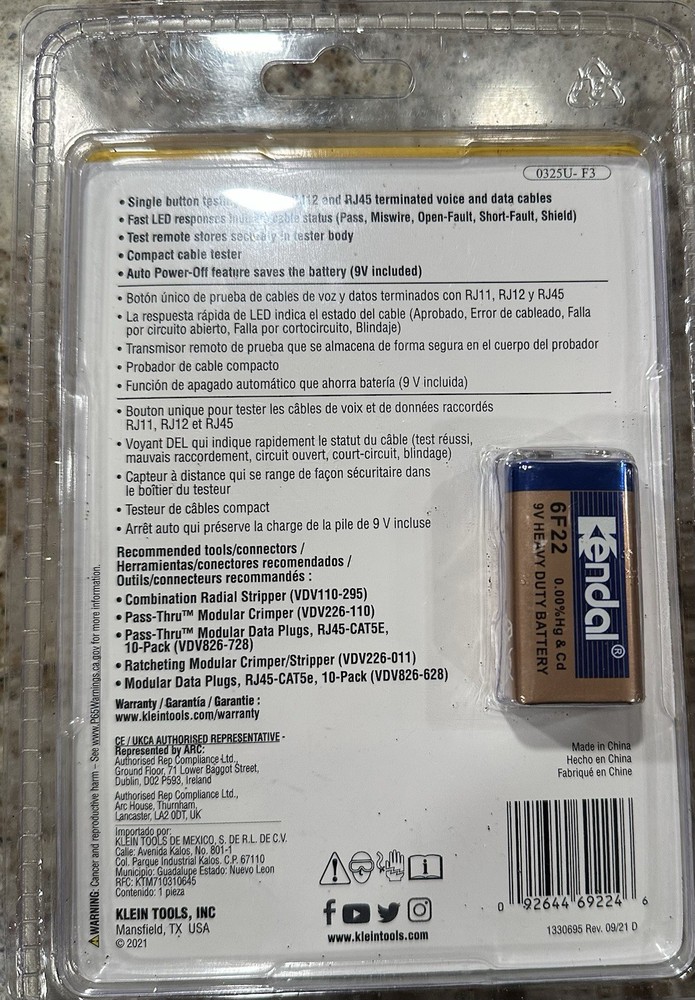 0325U- F3
• Single button testi J12 and RJ45 terminated voice and data cables
• Fast LED responses indicate cable status (Pass, Miswire, Open-Fault, Short-Fault, Shield)
• Test remote stores securely in tester body
• Compact cable tester
• Auto Power-Off feature saves the battery (9V included)
• Botón único de prueba de cables de voz y datos terminados con RJ11, RJ12 y RJ45
• La respuesta rápida de LED indica el estado del cable (Aprobado, Error de cableado, Falla
por circuito abierto, Falla por cortocircuito, Blindaje)
• Transmisor remoto de prueba que se almacena de forma segura en el cuerpo del probador
• Probador de cable compacto
• Función de apagado automático que ahorra batería (9 V incluida)
• Bouton unique pour tester les câbles de voix et de données raccordés
RJ11, RJ12 et RJ45
• Voyant DEL qui indique rapidement le statut du câble (test réussi,
mauvais raccordement, circuit ouvert, court-circuit, blindage)
• Capteur à distance qui se range de façon sécuritaire dans
le boîtier du testeur
• Testeur de câbles compact
• Arrêt auto qui préserve la charge de la pile de 9 V incluse
Recommended tools/connectors /
Herramientas/conectores recomendados /
Outils/connecteurs recommandés :
• Combination Radial Stripper (VDV110-295)
• Pass-Thru™ Modular Crimper (VDV226-110)
• Pass-Thru™ Modular Data Plugs, RJ45-CAT5E,
10-Pack (VDV826-728)
• Ratcheting Modular Crimper/Stripper (VDV226-011)
• Modular Data Plugs, RJ45-CAT5e, 10-Pack (VDV826-628)
Warranty / Garantía / Garantie :
www.kleintools.com/warranty
CE / UKCA AUTHORISED REPRESENTATIVE -
Represented by ARC:
Authorised Rep Compliance Ltd.,
Ground Floor, 71 Lower Baggot Street,
Dublin, D02 P593, Ireland
Authorised Rep Compliance Ltd.,
Arc House, Thurnham,
Lancaster, LA2 0DT, UK
Importado por:
KLEIN TOOLS DE MEXICO, S. DE R.L. DE C.V.
Calle: Avenida Kalos, No. 801-1
Col. Parque Industrial Kalos. C.P. 67110
Municipio: Guadalupe Estado: Nuevo Leon
RFC: KTM710310645
Contenido: 1 pieza
KLEIN TOOLS, INC
Mansfield, TX USA
© 2021
⚠WARNING: Cancer and reproductive harm – See www.P65Warnings.ca.gov for more information.
Kendal®
0.00%Hg & Cd
6F22
9V HEAVY DUTY BATTERY
Made in China
Hecho en China
Fabriqué en Chine
www.kleintools.com
0 92644 69224 6
1330695 Rev. 09/21 D